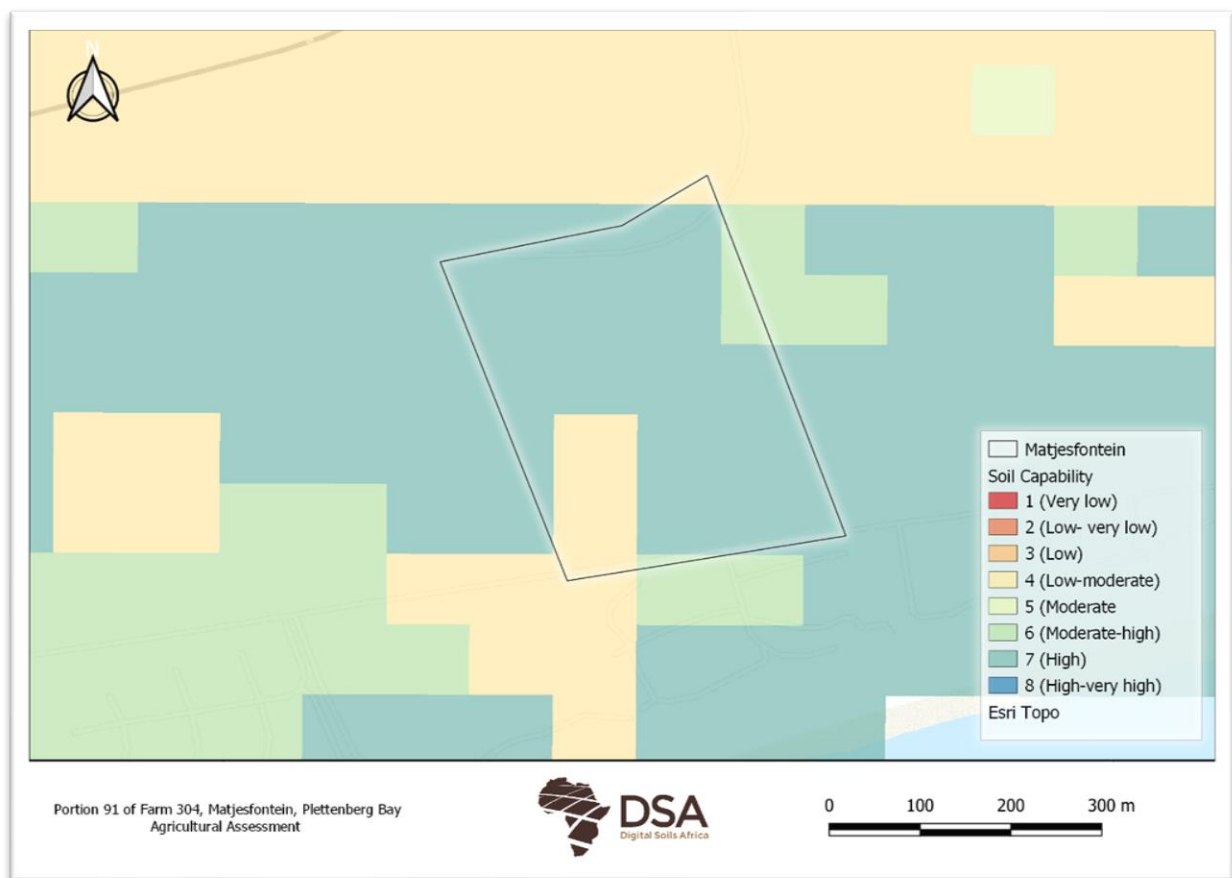 N
Matjesfontein
Soil Capability
1 (Very low)
2 (Low- very low)
3 (Low)
4 (Low-moderate)
5 (Moderate
6 (Moderate-high)
7 (High)
8 (High-very high)
Esri Topo
Portion 91 of Farm 304, Matjesfontein, Plettenberg Bay
Agricultural Assessment
DSA
Digital Soils Africa
0 100 200 300 m